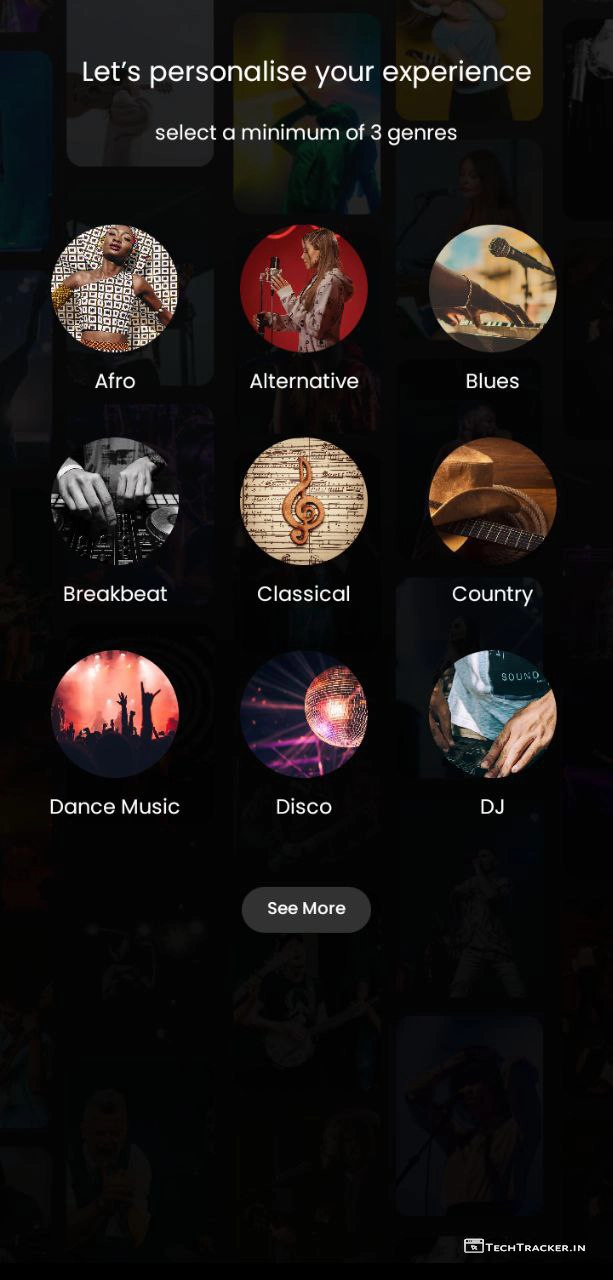 Let's personalise your experience
select a minimum of 3 genres
Afro
Alternative
Blues
Breakbeat
Classical
Country
SOUND
Dance Music
Disco
DJ
See More
TECHTRACKER.IN